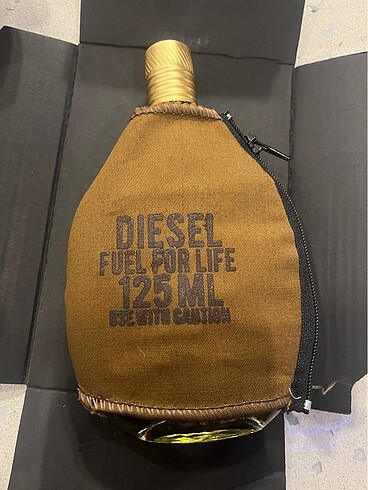 DIESEL
FUEL FOR LIFE
125 ML
USE WITH CAUTION